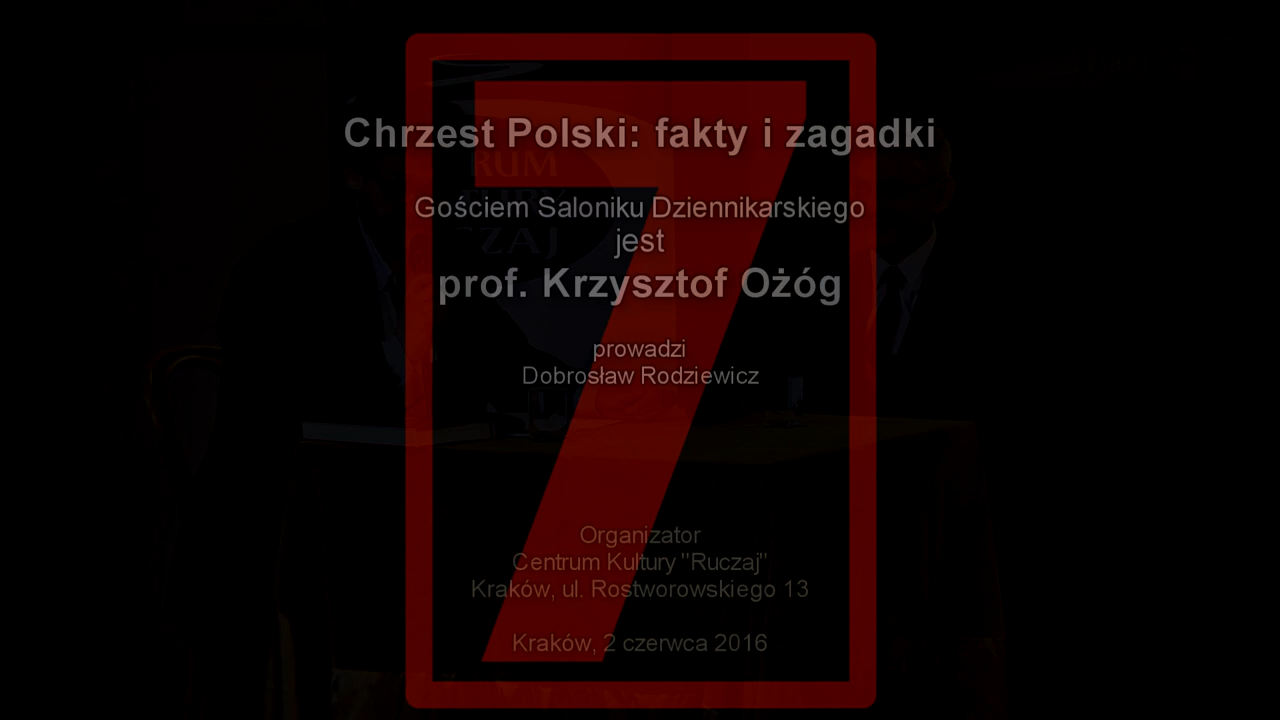 Chrzest Polski: fakty i zagadki
Gościem Saloniku Dziennikarskiego
jest
prof. Krzysztof Ożóg
prowadzi
Dobrosław Rodziewicz
Organizator
Centrum Kultury "Ruczaj"
Kraków, ul. Rostworowskiego 13
Kraków, 2 czerwca 2016
7